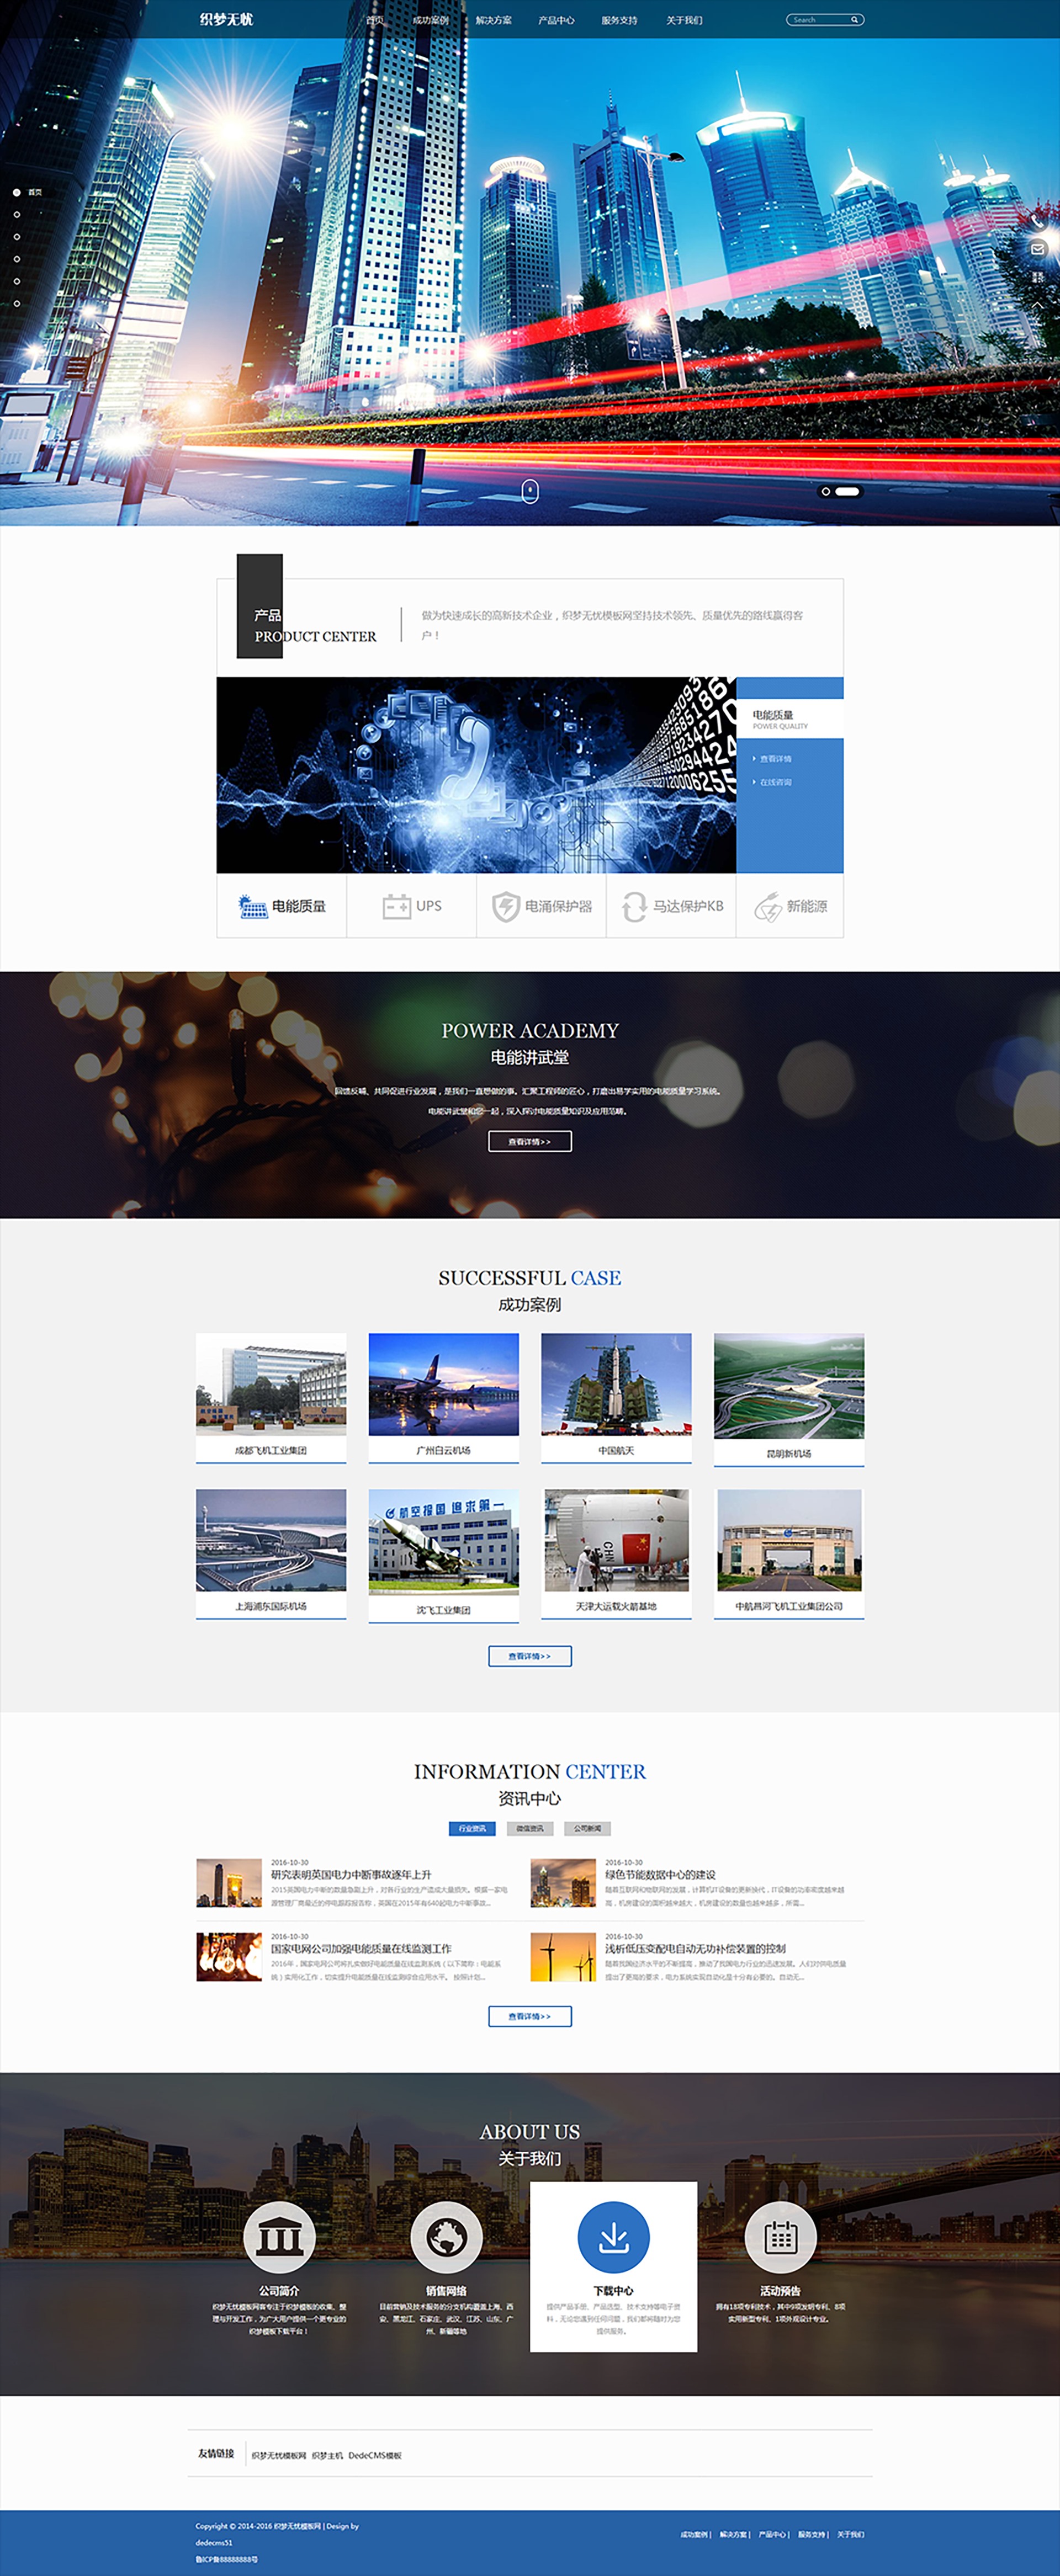 织梦无忧
首页 成功案例 解决方案 产品中心 服务支持 关于我们
Search
首页
产品
PRODUCT CENTER
做为快速成长的高新技术企业，织梦无忧模板网坚持技术领先、质量优先的路线赢得客
户！
电能质量
POWER QUALITY
查看详情
在线咨询
电能质量 UPS 电涌保护器 马达保护KB 新能源
POWER ACADEMY
电能讲武堂
回馈反哺、共同促进行业发展，是我们一直想做的事。汇聚工程师的匠心，打磨出易学实用的电能质量学习系统。
电能讲武堂和您一起，深入探讨电能质量知识及应用范畴。
查看详情>>
SUCCESSFUL CASE
成功案例
成都飞机工业集团 广州白云机场 中国航天 昆明新机场
航空报国 追求第一
CHN
上海浦东国际机场 沈飞工业集团 天津大运载火箭基地 中航昌河飞机工业集团公司
查看详情>>
INFORMATION CENTER
资讯中心
行业资讯 微信资讯 公司新闻
2016-10-30
研究表明英国电力中断事故逐年上升
2015英国电力中断的数量急剧上升，对各行业的生产造成大量损失。根据一家电
源管理厂商最近的停电跟踪报告称，英国在2015年有640起电力中断事故...
2016-10-30
绿色节能数据中心的建设
随着互联网和物联网的发展，计算机IT设备的更新换代，IT设备的功率密度越来越
高，机房建设的面积越来越大，机房建设的数量也越来越多，所需...
2016-10-30
国家电网公司加强电能质量在线监测工作
2016年，国家电网公司将扎实做好电能质量在线监测系统（以下简称：电能系
统）实用化工作，切实提升电能质量在线监测综合应用水平。 按照计划...
2016-10-30
浅析低压变配电自动无功补偿装置的控制
随着我国经济水平的不断提高，推动了我国电力行业的迅速发展。人们对供电质量
提出了更高的要求，电力系统实现自动化是十分有必要的。自动无...
查看详情>>
ABOUT US
关于我们
公司简介
织梦无忧模板网客专注于织梦模板的收集、整
理与开发工作，为广大用户提供一个更专业的
织梦模板下载平台！
销售网络
目前营销及技术服务的分支机构覆盖上海、西
安、黑龙江、石家庄、武汉、江苏、山东、广
州、新疆等地
下载中心
提供产品手册、产品选型、技术支持等电子资
料，无论您遇到任何问题，我们都将随时为您
提供服务。
活动预告
拥有18项专利技术，其中9项发明专利、8项
实用新型专利、1项外观设计专业。
友情链接 织梦无忧模板网 织梦主机 DedeCMS模板
Copyright © 2014-2016 织梦无忧模板网 | Design by
dedecms51
鲁ICP备88888888号
成功案例 | 解决方案 | 产品中心 | 服务支持 | 关于我们